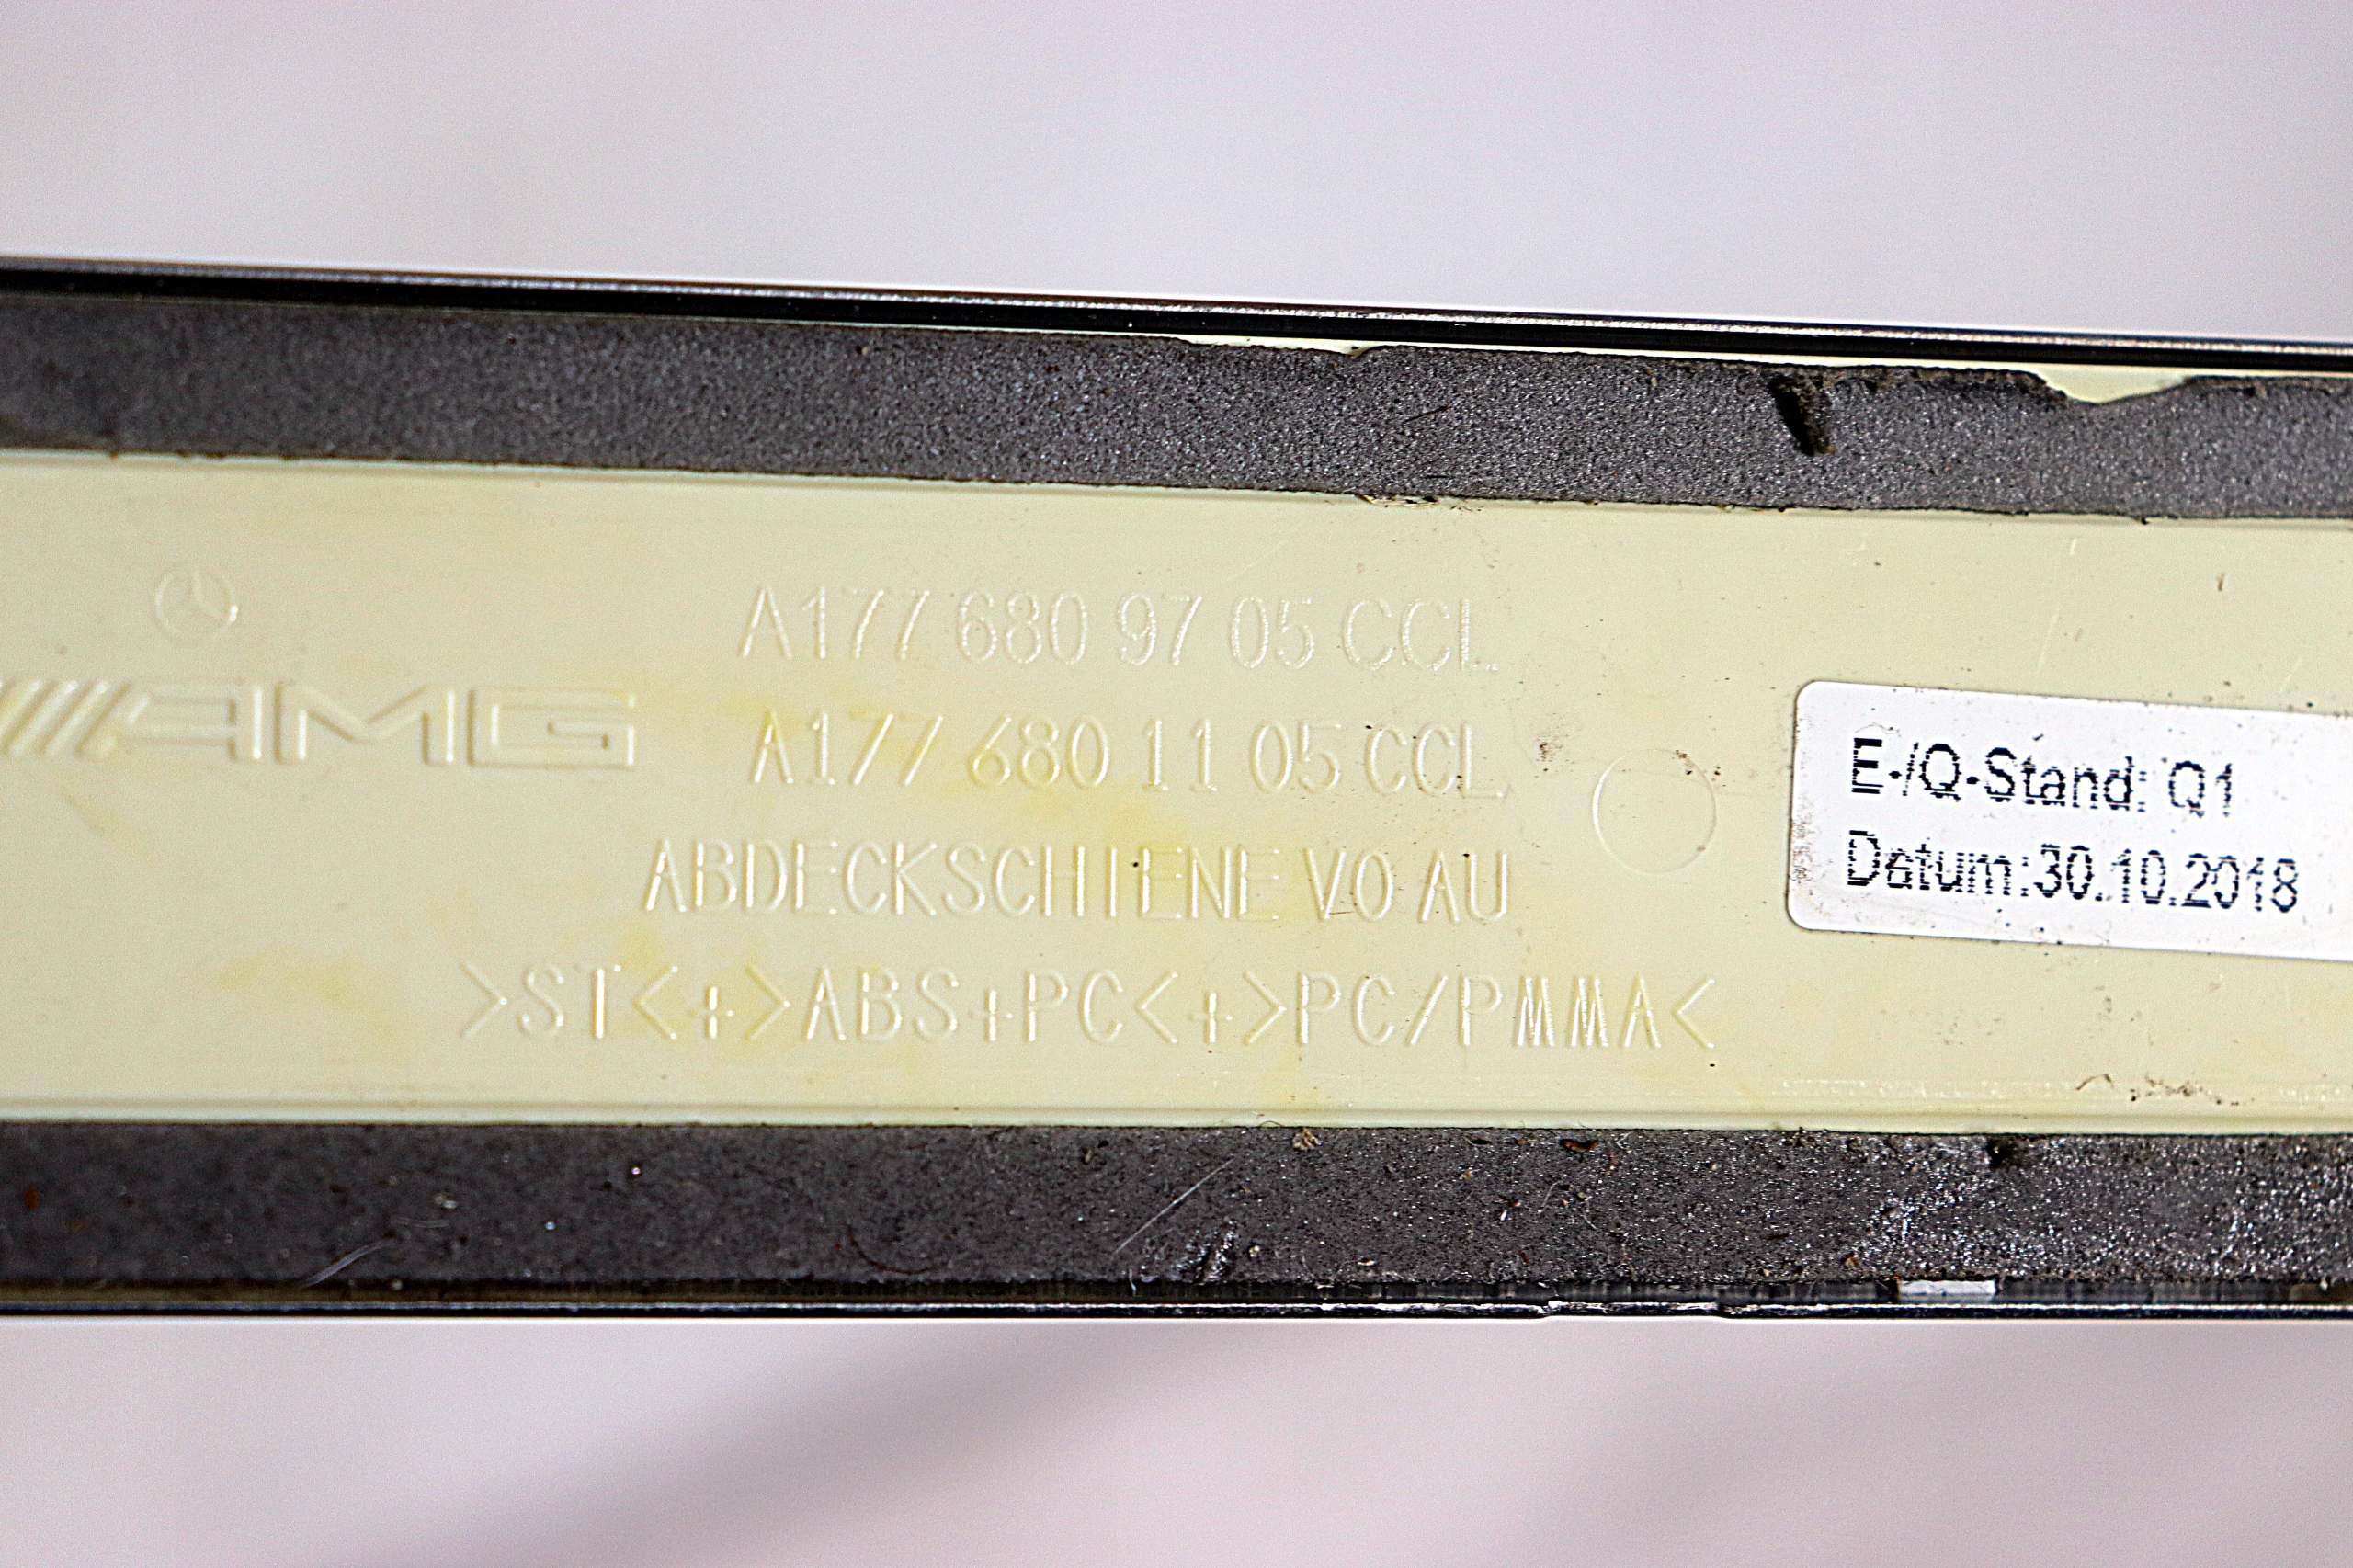 AMG
A177 680 97 05 CCL
A177 680 11 05 CCL
ABDECKSCHIENE VO AU
>ST<+>ABS+PC<+>PC/PMMA<
E-/Q-Stand: Q1
Datum:30.10.2018